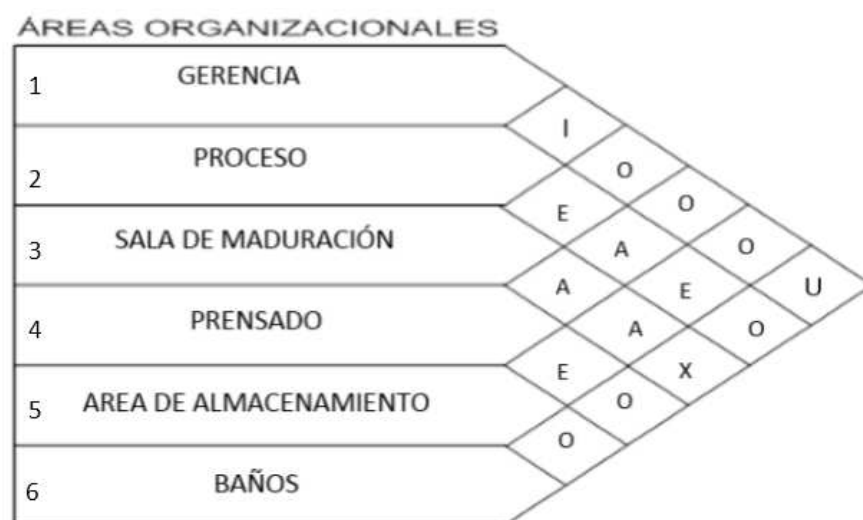 ÁREAS ORGANIZACIONALES
1 GERENCIA
I
2 PROCESO
O
O
E
3 SALA DE MADURACIÓN
A
O
A
E
U
4 PRENSADO
A
O
E
X
5 AREA DE ALMACENAMIENTO
O
O
6 BAÑOS